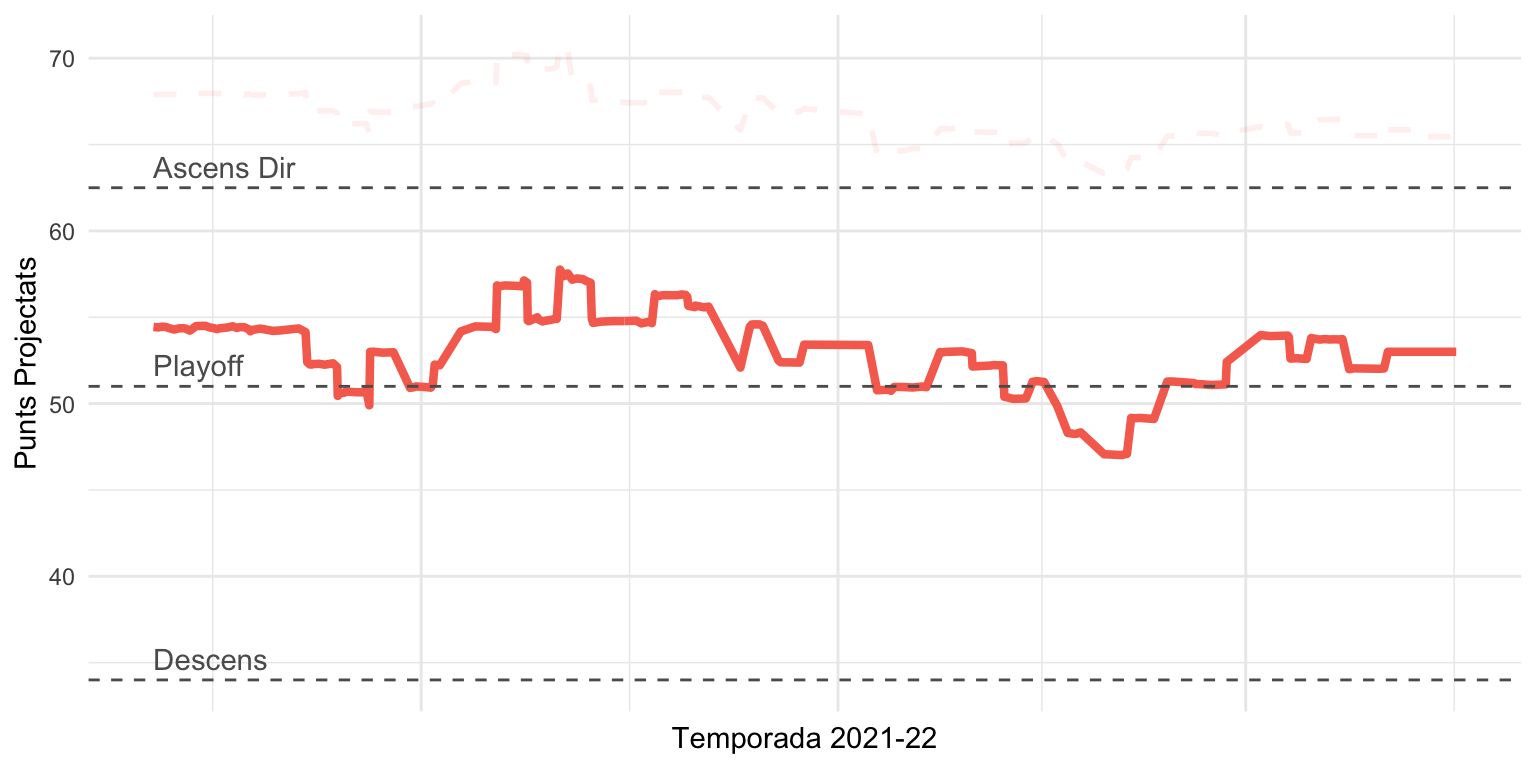 70
60
50
40
Punts Projectats
Ascens Dir
Playoff
Descens
Temporada 2021-22